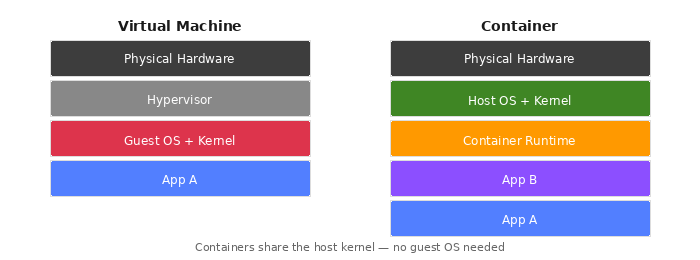 Virtual Machine
Physical Hardware
Hypervisor
Guest OS + Kernel
App A
Container
Physical Hardware
Host OS + Kernel
Container Runtime
App B
App A
Containers share the host kernel — no guest OS needed